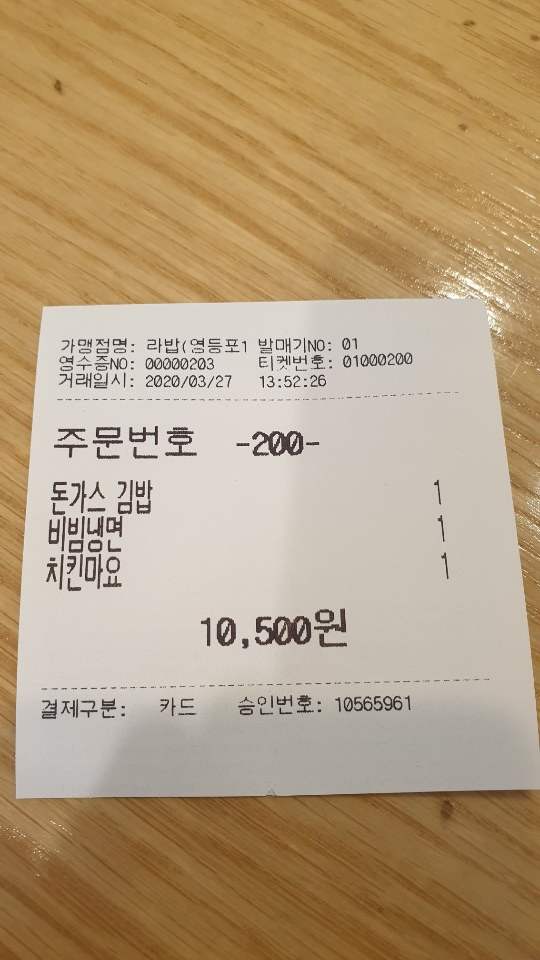 가맹점명: 라밥(영등포1 발매기NO: 01
영수증NO: 00000203 티켓번호: 01000200
거래일시: 2020/03/27 13:52:26
주문번호 -200-
돈가스 김밥 1
비빔냉면 1
치킨마요 1
10,500원
결제구분: 카드 승인번호: 10565961